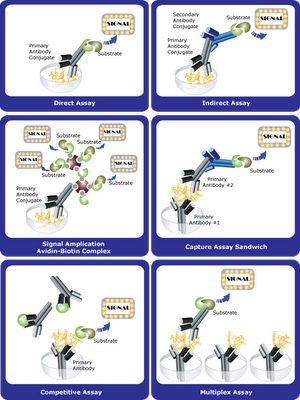 SIGNAL
Primary
Antibody
Conjugate
Substrate
Direct Assay
Secondary
Antibody
Conjugate
Substrate
SIGNAL
Primary
Antibody
Conjugate
Indirect Assay
SIGNAL
Substrate
Substrate
SIGNAL
SIGNAL
Substrate
Substrate
Primary
Antibody
Conjugate
Signal Amplication
Avidin-Biotin Complex
SIGNAL
Substrate
Primary
Antibody #2
Primary
Antibody #1
Capture Assay Sandwich
SIGNAL
Substrate
Primary
Antibody
Competitive Assay
SIGNAL
Substrate
Multiplex Assay